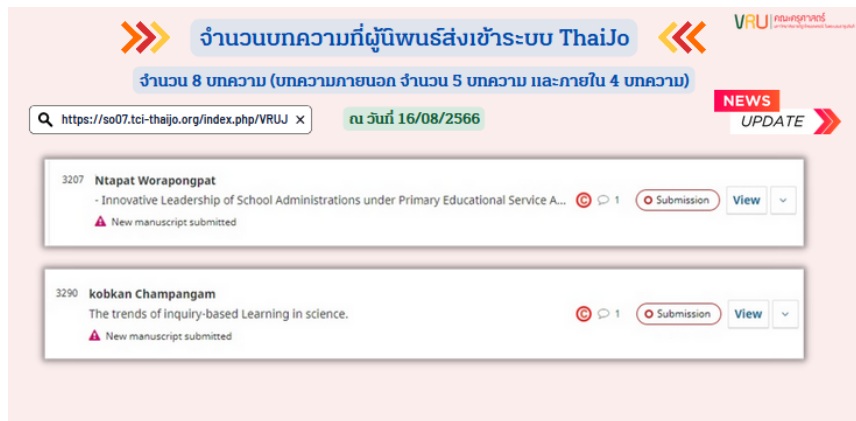 จำนวนบทความที่ผู้นิพนธ์ส่งเข้าระบบ ThaiJo
VRU คณะครุศาสตร์
จำนวน 8 บทความ (บทความภายนอก จำนวน 5 บทความ และภายใน 4 บทความ)
https://so07.tci-thaijo.org/index.php/VRUJ ×
ณ วันที่ 16/08/2566
NEWS
UPDATE
3207 Ntapat Worapongpat
- Innovative Leadership of School Administrations under Primary Educational Service A... © 1 Submission View
New manuscript submitted
3290 kobkan Champangam
The trends of inquiry-based Learning in science. © 1 Submission View
New manuscript submitted